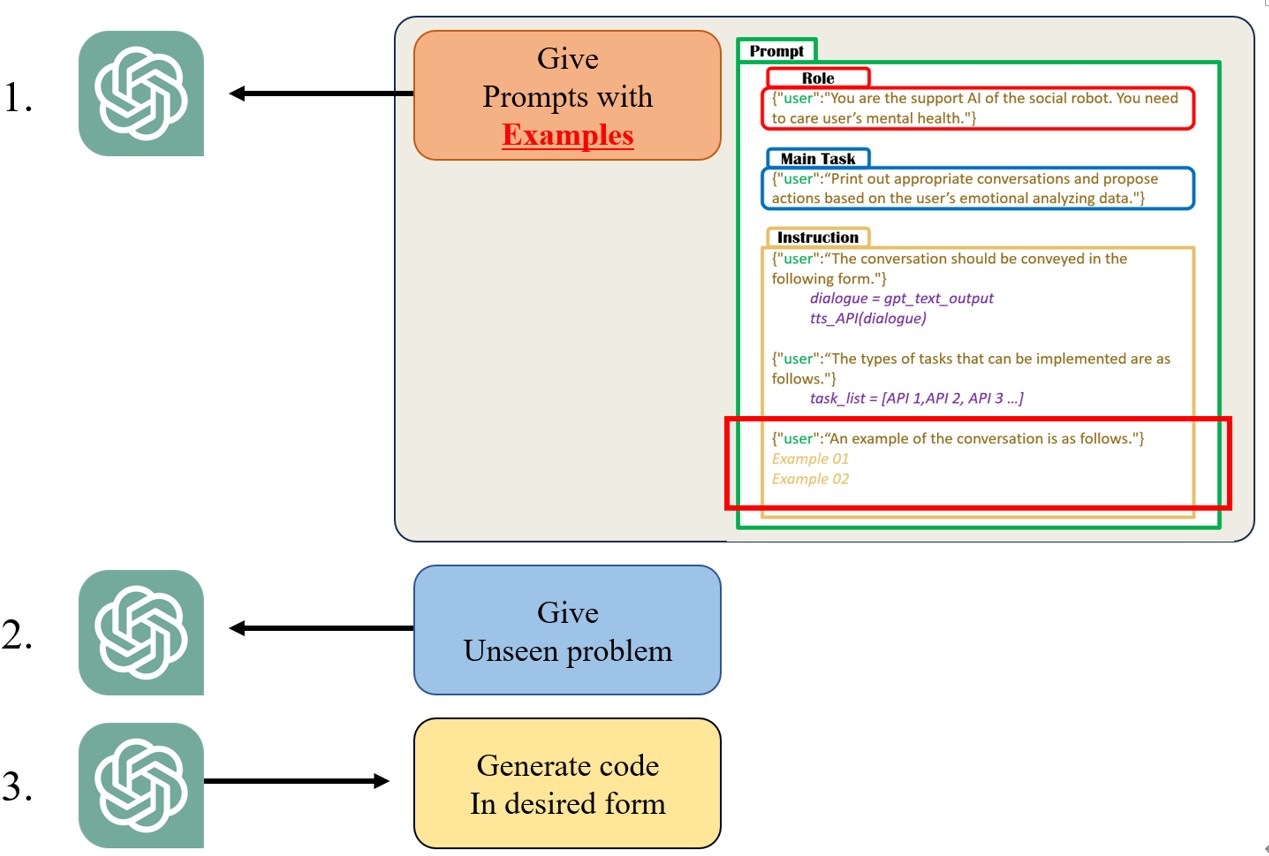 1.
Give
Prompts with
Examples
Prompt
Role
{"user":"You are the support AI of the social robot. You need
to care user’s mental health."}
Main Task
{"user":“Print out appropriate conversations and propose
actions based on the user’s emotional analyzing data."}
Instruction
{"user":“The conversation should be conveyed in the
following form."}
dialogue = gpt_text_output
tts_API(dialogue)
{"user":“The types of tasks that can be implemented are as
follows."}
task_list = [API 1,API 2, API 3 ...]
{"user":“An example of the conversation is as follows."}
Example 01
Example 02
2.
Give
Unseen problem
3.
Generate code
In desired form